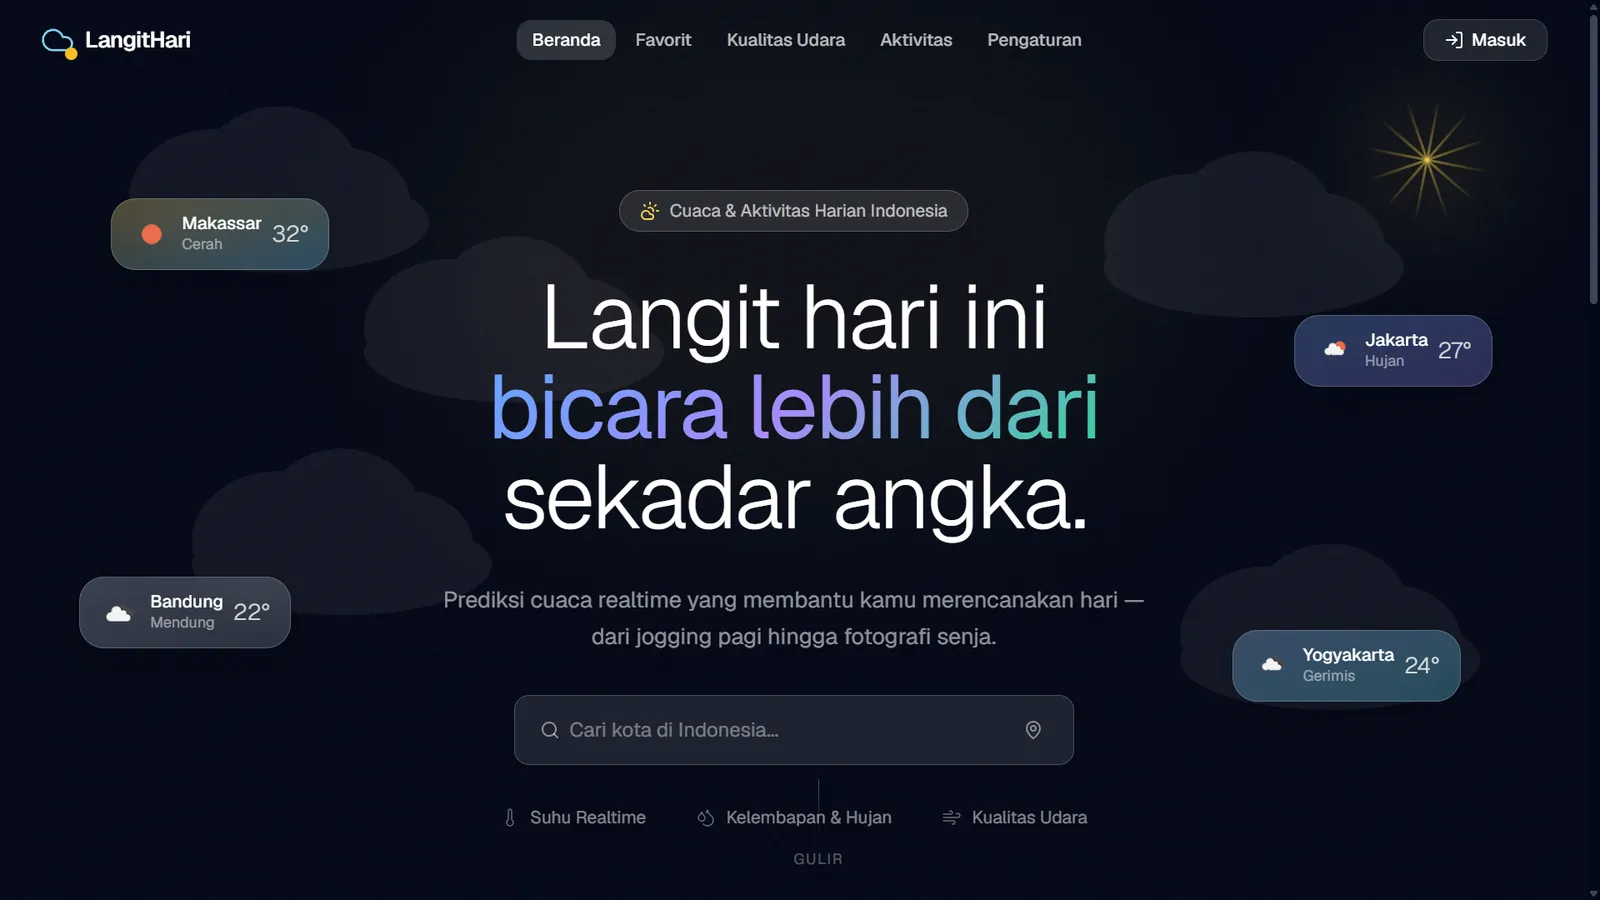 LangitHari
Beranda
Favorit
Kualitas Udara
Aktivitas
Pengaturan
Masuk
Cuaca & Aktivitas Harian Indonesia
Makassar
Cerah
32°
Langit hari ini
bicara lebih dari
sekadar angka.
Jakarta
Hujan
27°
Bandung
Mendung
22°
Prediksi cuaca realtime yang membantu kamu merencanakan hari —
dari jogging pagi hingga fotografi senja.
Yogyakarta
Gerimis
24°
Cari kota di Indonesia...
Suhu Realtime
Kelembapan & Hujan
Kualitas Udara
GULIR